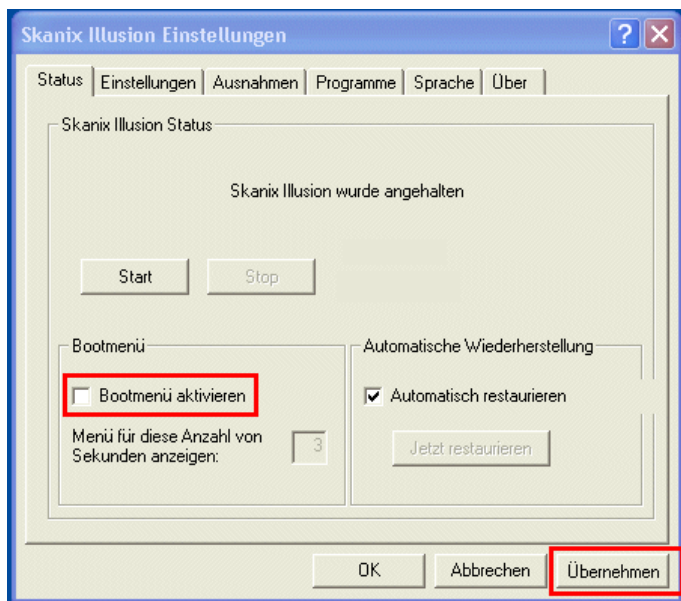 Skanix Illusion Einstellungen
Status Einstellungen Ausnahmen Programme Sprache Über
Skanix Illusion Status
Skanix Illusion wurde angehalten
Start Stop
Bootmenü
Bootmenü aktivieren
Menü für diese Anzahl von
Sekunden anzeigen:
3
Automatische Wiederherstellung
Automatisch restaurieren
Jetzt restaurieren
OK Abbrechen Übernehmen